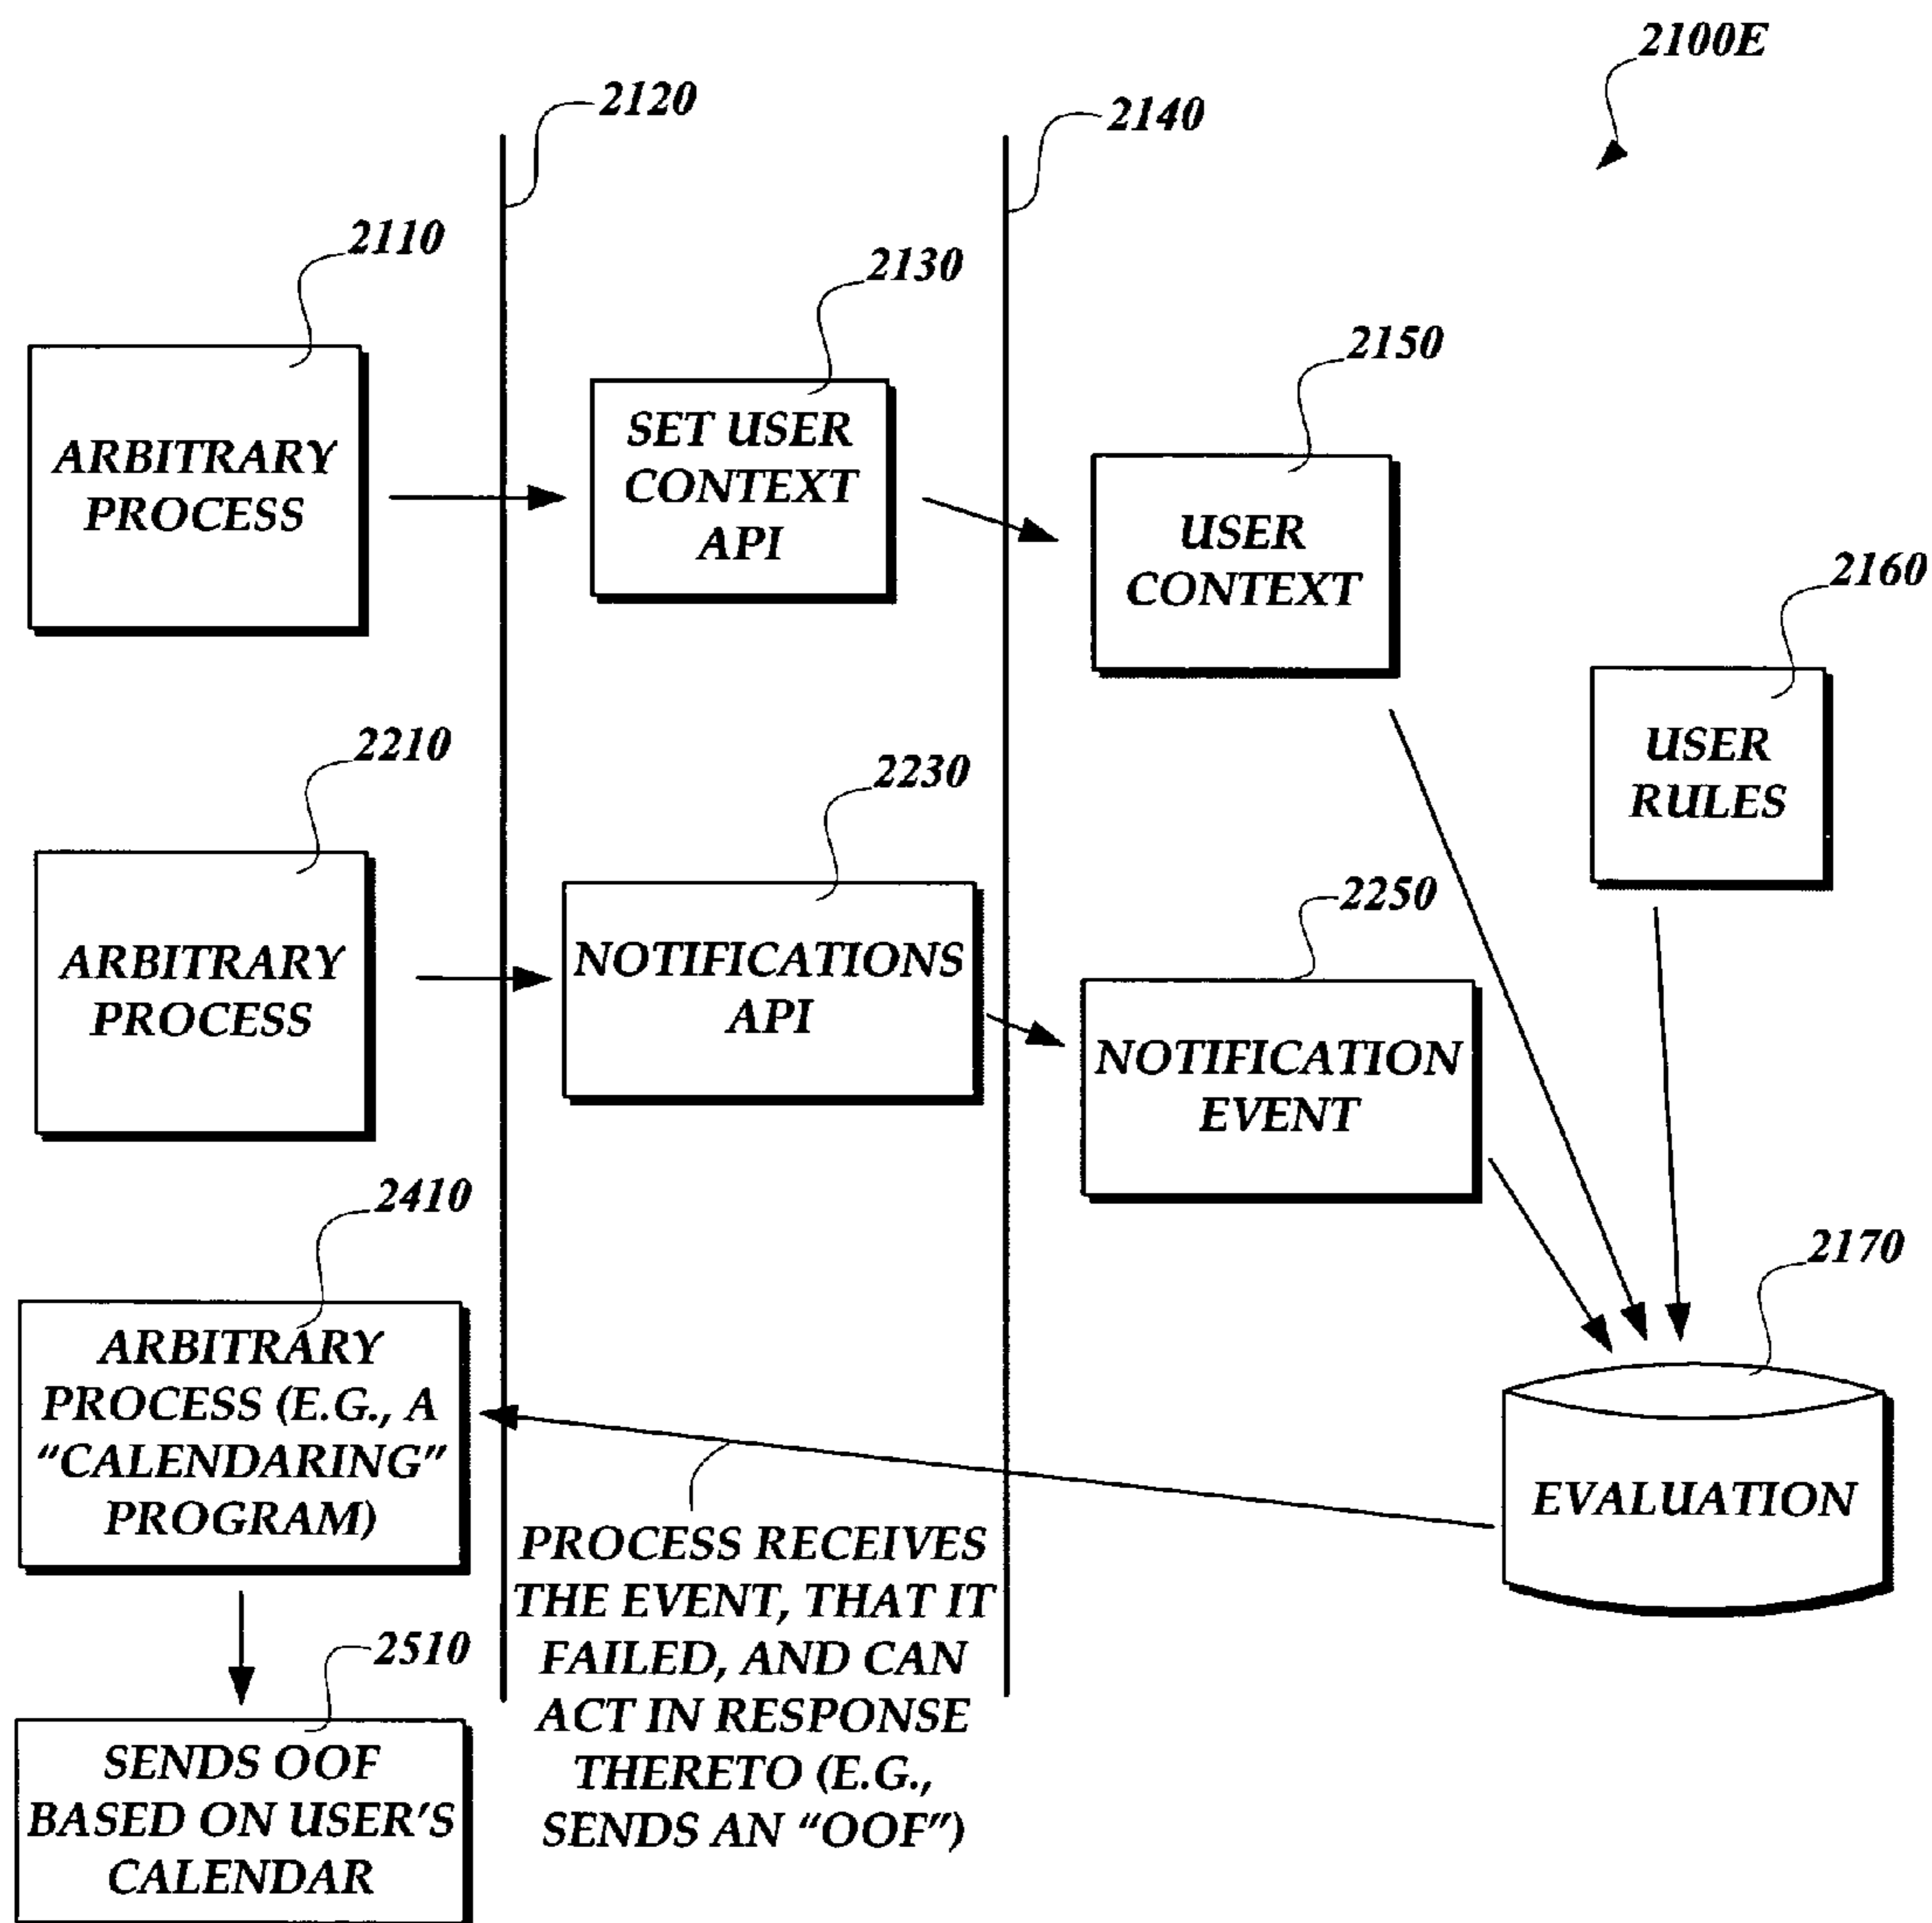 2100E
2120
2140
2110
2130
2150
ARBITRARY
PROCESS
SET USER
CONTEXT
API
USER
CONTEXT
2160
USER
RULES
2210
2230
2250
ARBITRARY
PROCESS
NOTIFICATIONS
API
NOTIFICATION
EVENT
2410
2170
ARBITRARY
PROCESS (E.G., A
"CALENDARING"
PROGRAM)
EVALUATION
PROCESS RECEIVES
THE EVENT, THAT IT
FAILED, AND CAN
ACT IN RESPONSE
THERETO (E.G.,
SENDS AN "OOF")
2510
SENDS OOF
BASED ON USER'S
CALENDAR